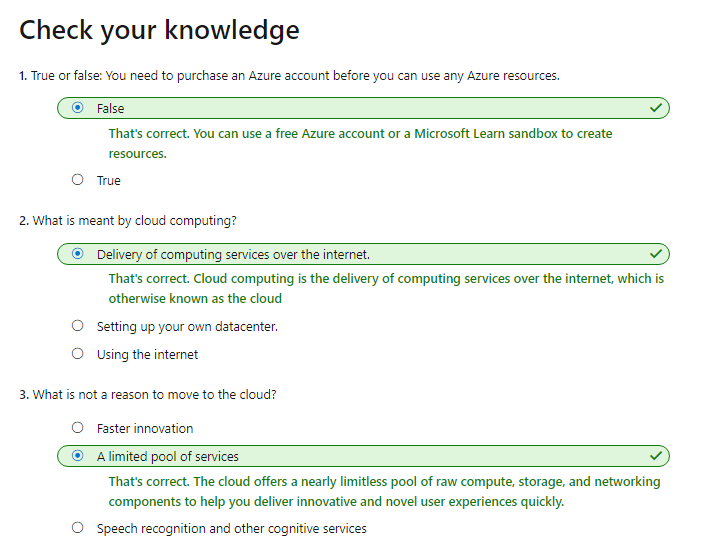 Check your knowledge
1. True or false: You need to purchase an Azure account before you can use any Azure resources.
False
That's correct. You can use a free Azure account or a Microsoft Learn sandbox to create
resources.
True
2. What is meant by cloud computing?
Delivery of computing services over the internet.
That's correct. Cloud computing is the delivery of computing services over the internet, which is
otherwise known as the cloud
Setting up your own datacenter.
Using the internet
3. What is not a reason to move to the cloud?
Faster innovation
A limited pool of services
That's correct. The cloud offers a nearly limitless pool of raw compute, storage, and networking
components to help you deliver innovative and novel user experiences quickly.
Speech recognition and other cognitive services